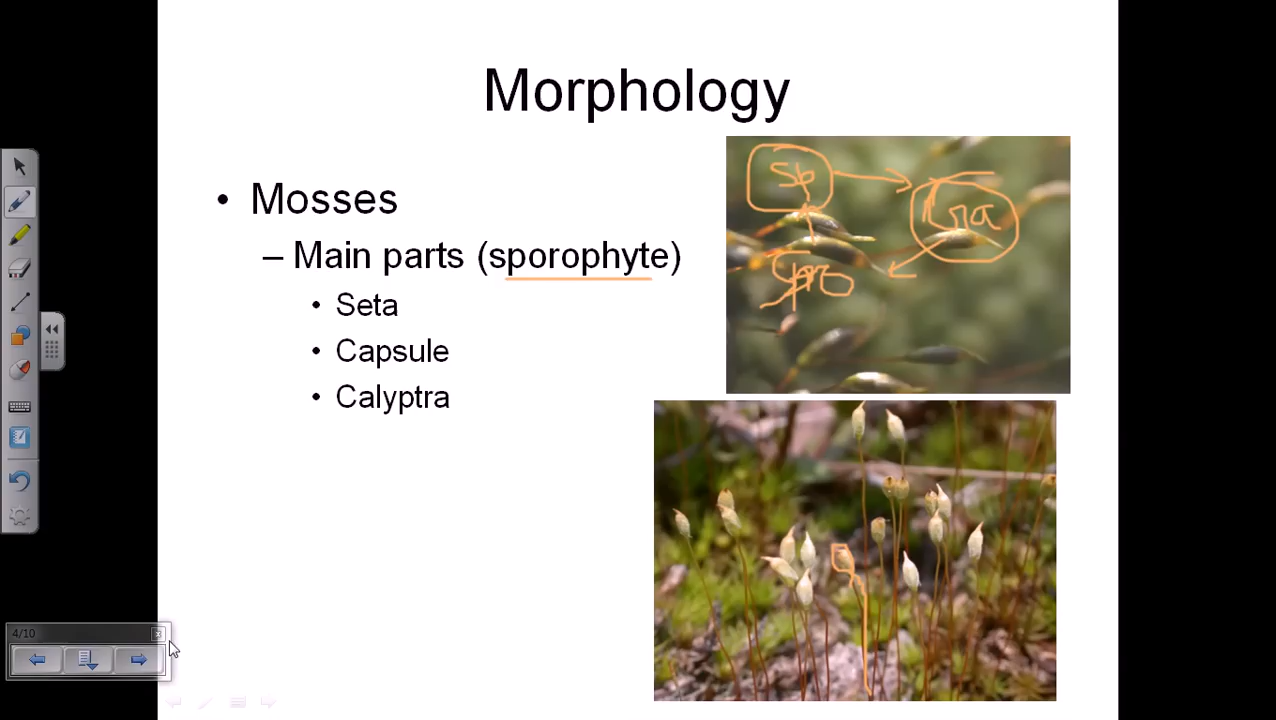 Morphology
• Mosses
– Main parts (sporophyte)
• Seta
• Capsule
• Calyptra
4/10